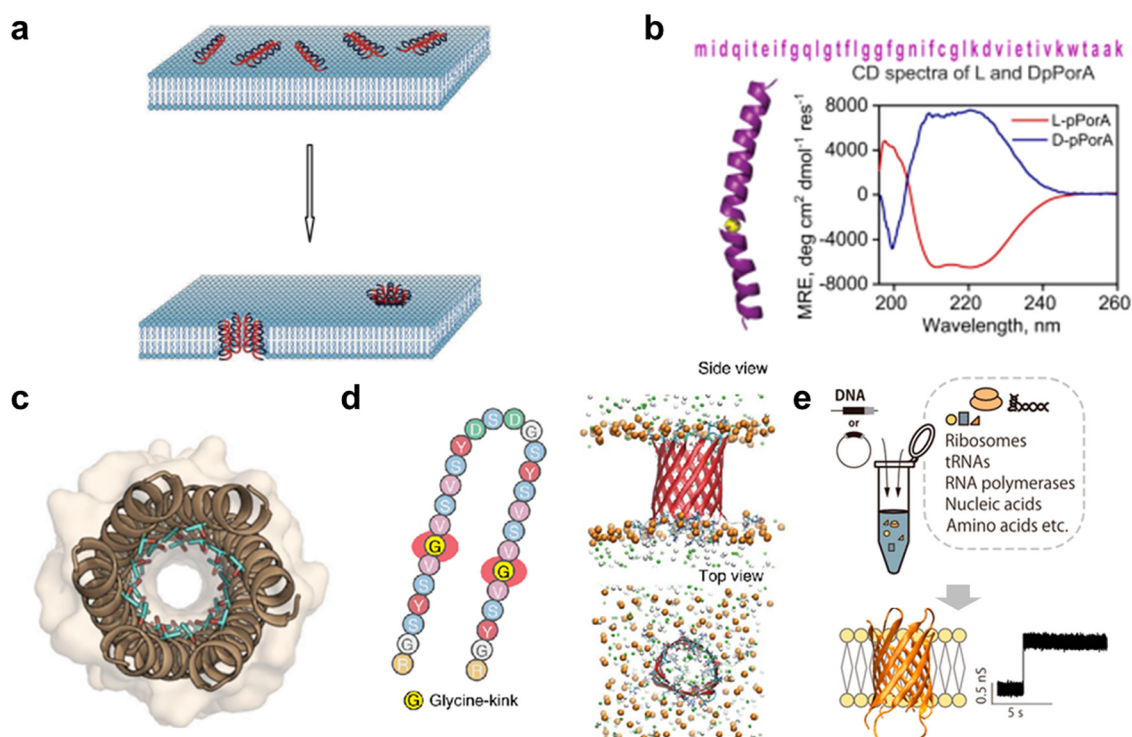 a
b
midqiteifgqlgtflggfgnifcglkdvietivkwtaak
CD spectra of L and DpPorA
MRE, deg cm² dmol⁻¹ res⁻¹
8000
4000
0
-4000
-8000
L-pPorA
D-pPorA
200
220
240
260
Wavelength, nm
c
d
R G S Y S V G V S V S Y D S D G S Y S V S V G V S Y G R
G Glycine-kink
Side view
Top view
e
DNA
or
Ribosomes
tRNAs
RNA polymerases
Nucleic acids
Amino acids etc.
0.5 nS
5 s